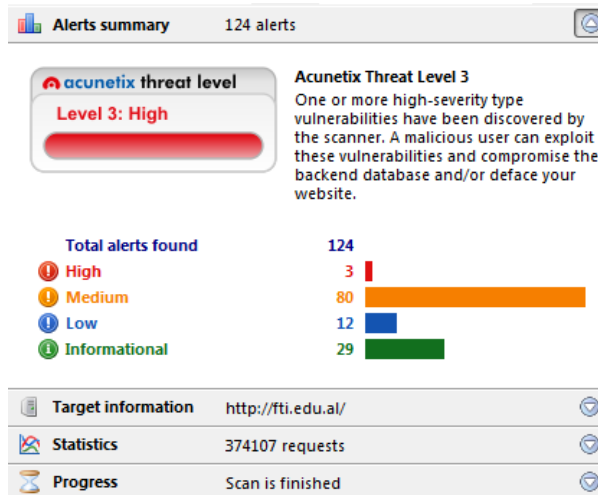 Alerts summary 124 alerts
acunetix threat level
Level 3: High
Acunetix Threat Level 3
One or more high-severity type
vulnerabilities have been discovered by
the scanner. A malicious user can exploit
these vulnerabilities and compromise the
backend database and/or deface your
website.
Total alerts found 124
High 3
Medium 80
Low 12
Informational 29
Target information http://fti.edu.al/
Statistics 374107 requests
Progress Scan is finished